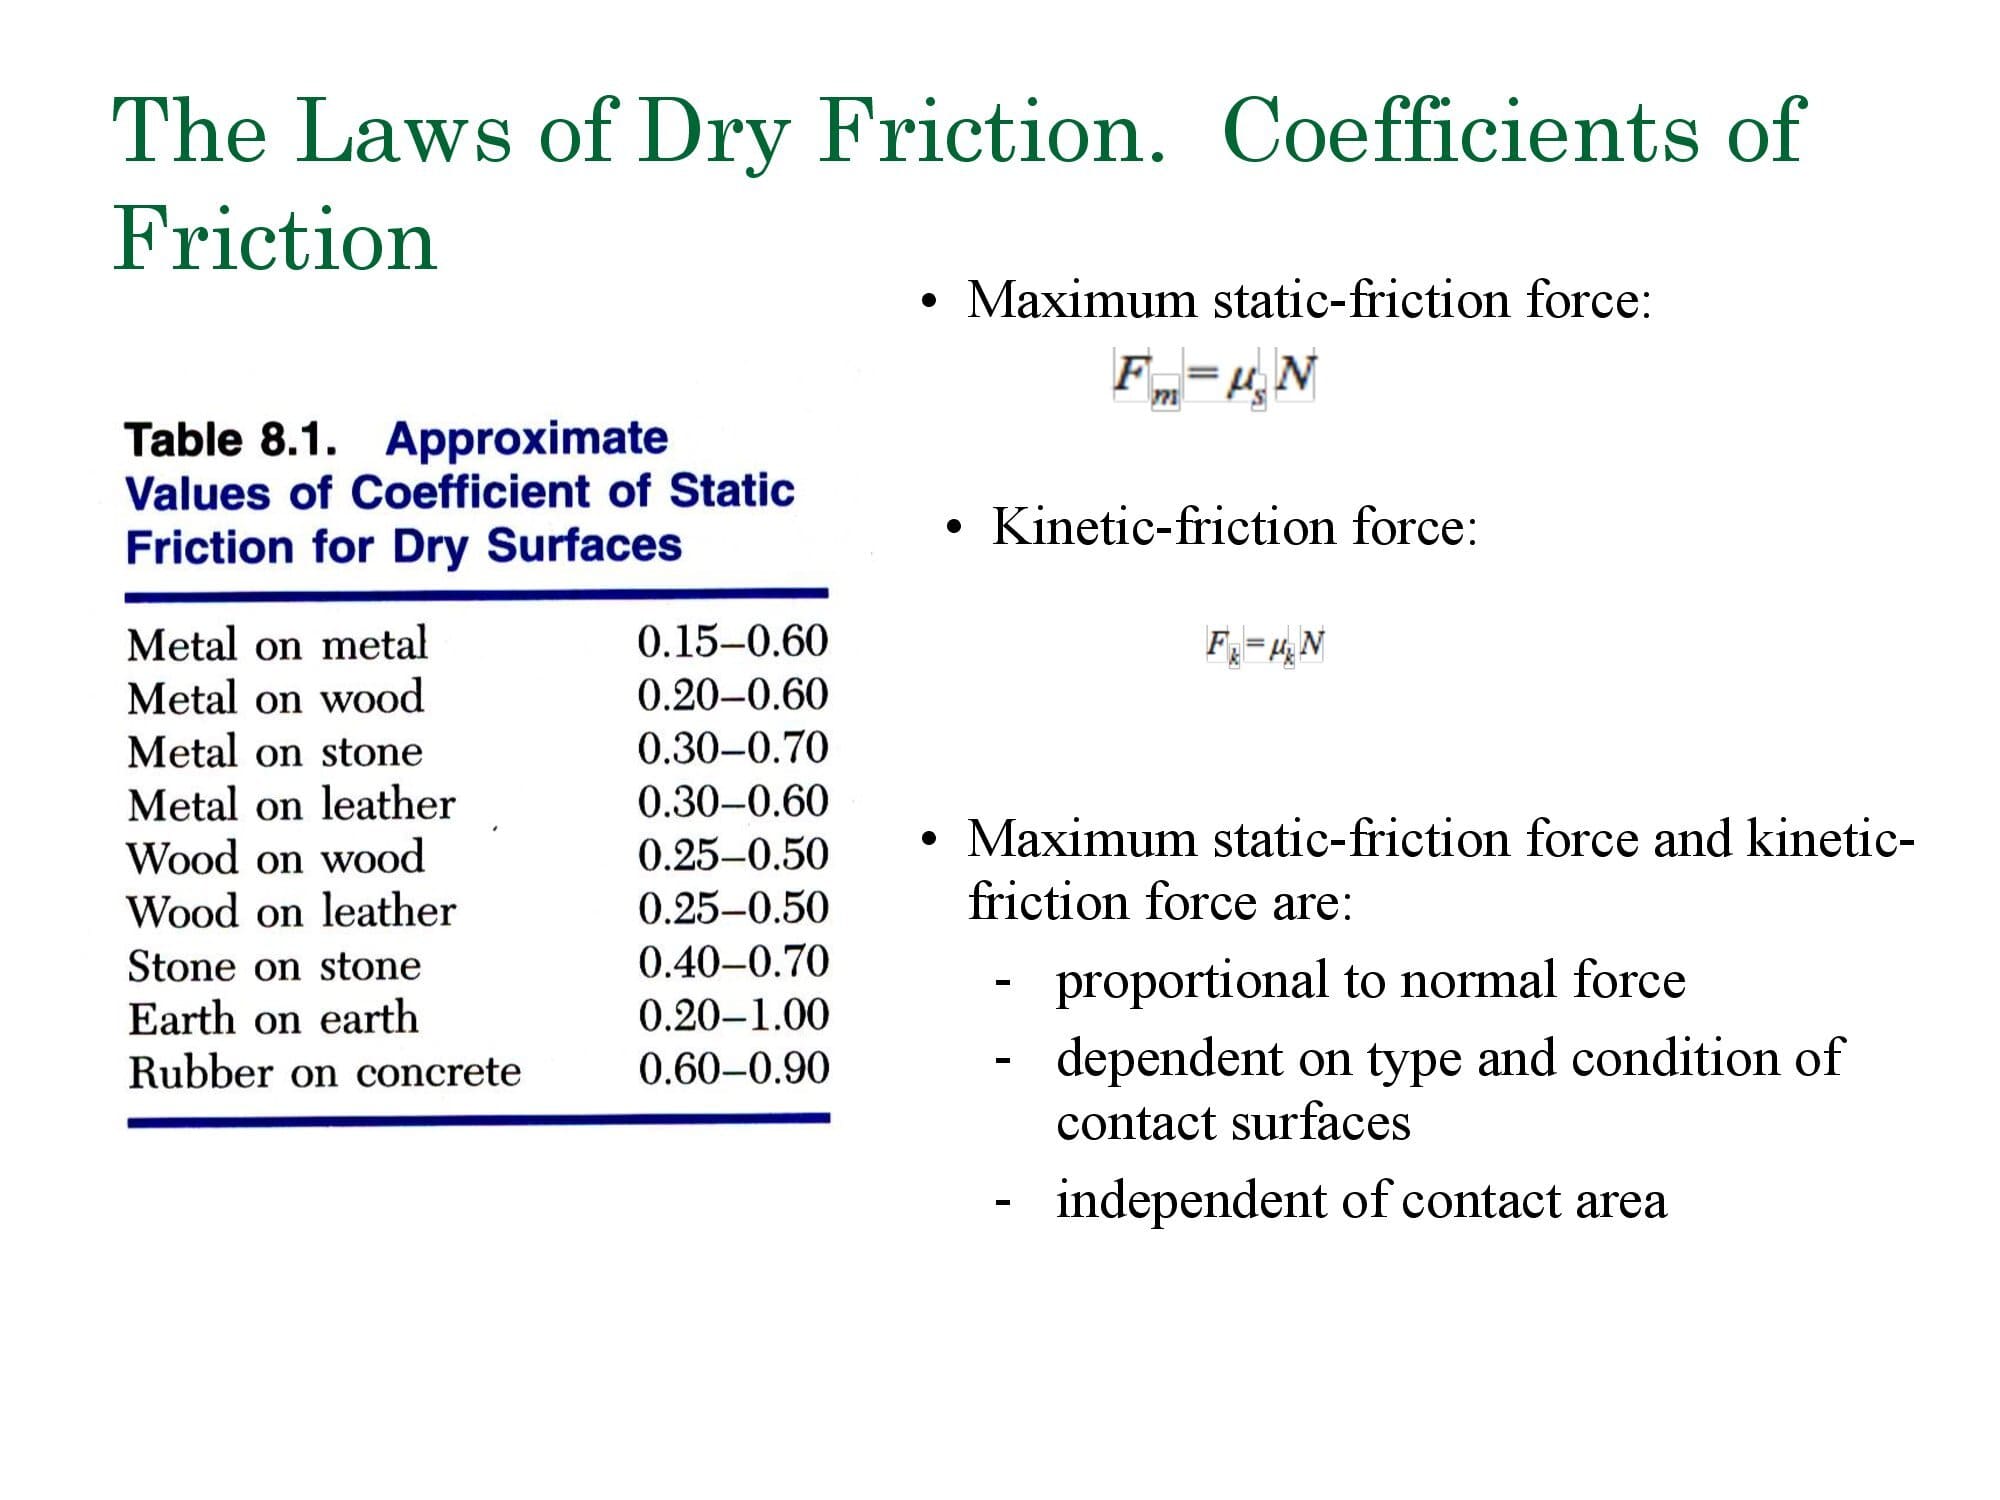 The Laws of Dry Friction.  Coefficients of
Friction
Table 8.1.  Approximate
Values of Coefficient of Static
Friction for Dry Surfaces
Metal on metal 0.15–0.60
Metal on wood 0.20–0.60
Metal on stone 0.30–0.70
Metal on leather 0.30–0.60
Wood on wood 0.25–0.50
Wood on leather 0.25–0.50
Stone on stone 0.40–0.70
Earth on earth 0.20–1.00
Rubber on concrete 0.60–0.90
• Maximum static-friction force:
F_m = μ_s N
• Kinetic-friction force:
F_k = μ_k N
• Maximum static-friction force and kinetic-
friction force are:
- proportional to normal force
- dependent on type and condition of
contact surfaces
- independent of contact area